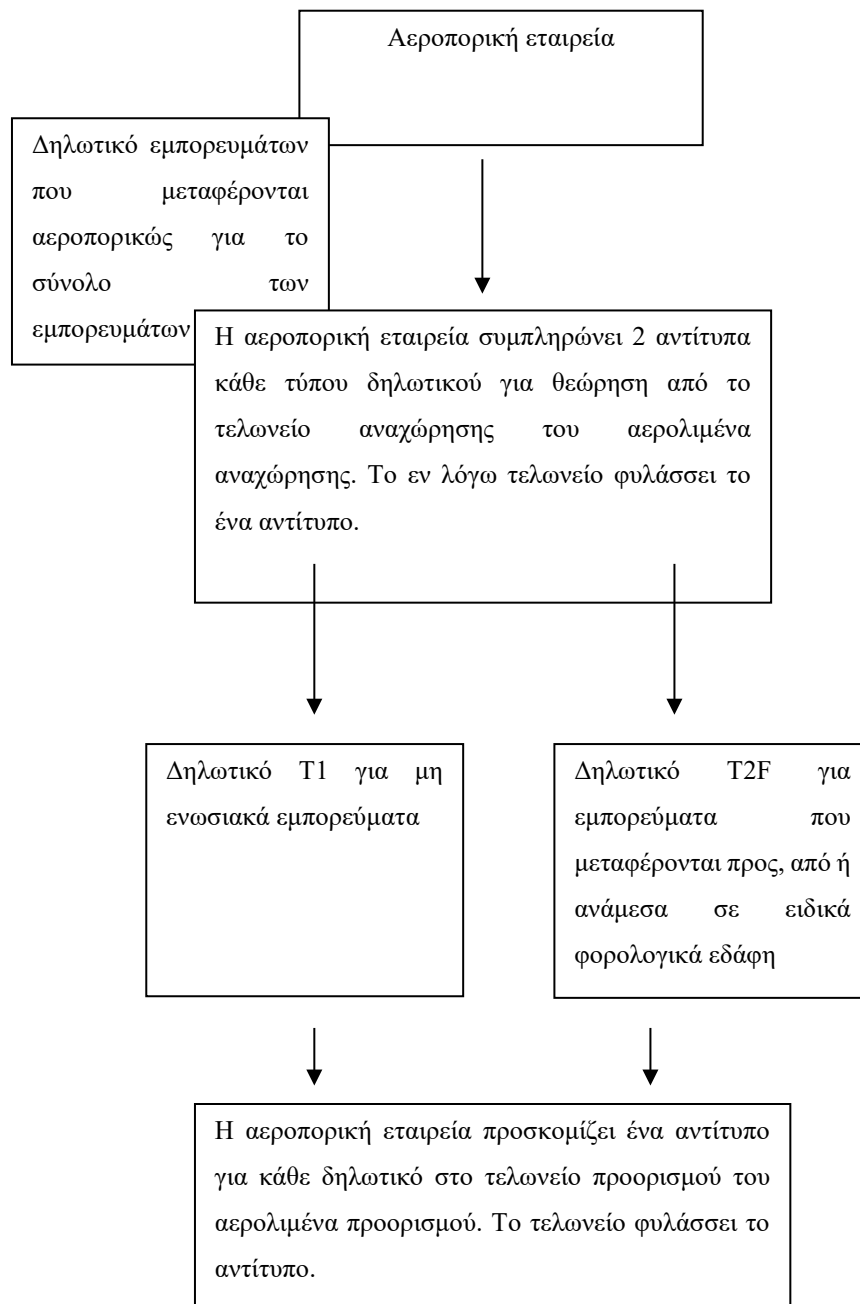 Αεροπορική εταιρεία
Δηλωτικό εμπορευμάτων
που μεταφέρονται
αεροπορικώς για το
σύνολο των
εμπορευμάτων
Η αεροπορική εταιρεία συμπληρώνει 2 αντίτυπα
κάθε τύπου δηλωτικού για θεώρηση από το
τελωνείο αναχώρησης του αερολιμένα
αναχώρησης. Το εν λόγω τελωνείο φυλάσσει το
ένα αντίτυπο.
Δηλωτικό T1 για μη
ενωσιακά εμπορεύματα
Δηλωτικό T2F για
εμπορεύματα που
μεταφέρονται προς, από ή
ανάμεσα σε ειδικά
φορολογικά εδάφη
Η αεροπορική εταιρεία προσκομίζει ένα αντίτυπο
για κάθε δηλωτικό στο τελωνείο προορισμού του
αερολιμένα προορισμού. Το τελωνείο φυλάσσει το
αντίτυπο.